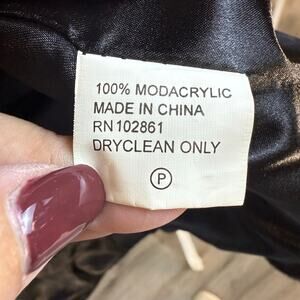 100% MODACRYLIC
MADE IN CHINA
RN 102861
DRYCLEAN ONLY
P